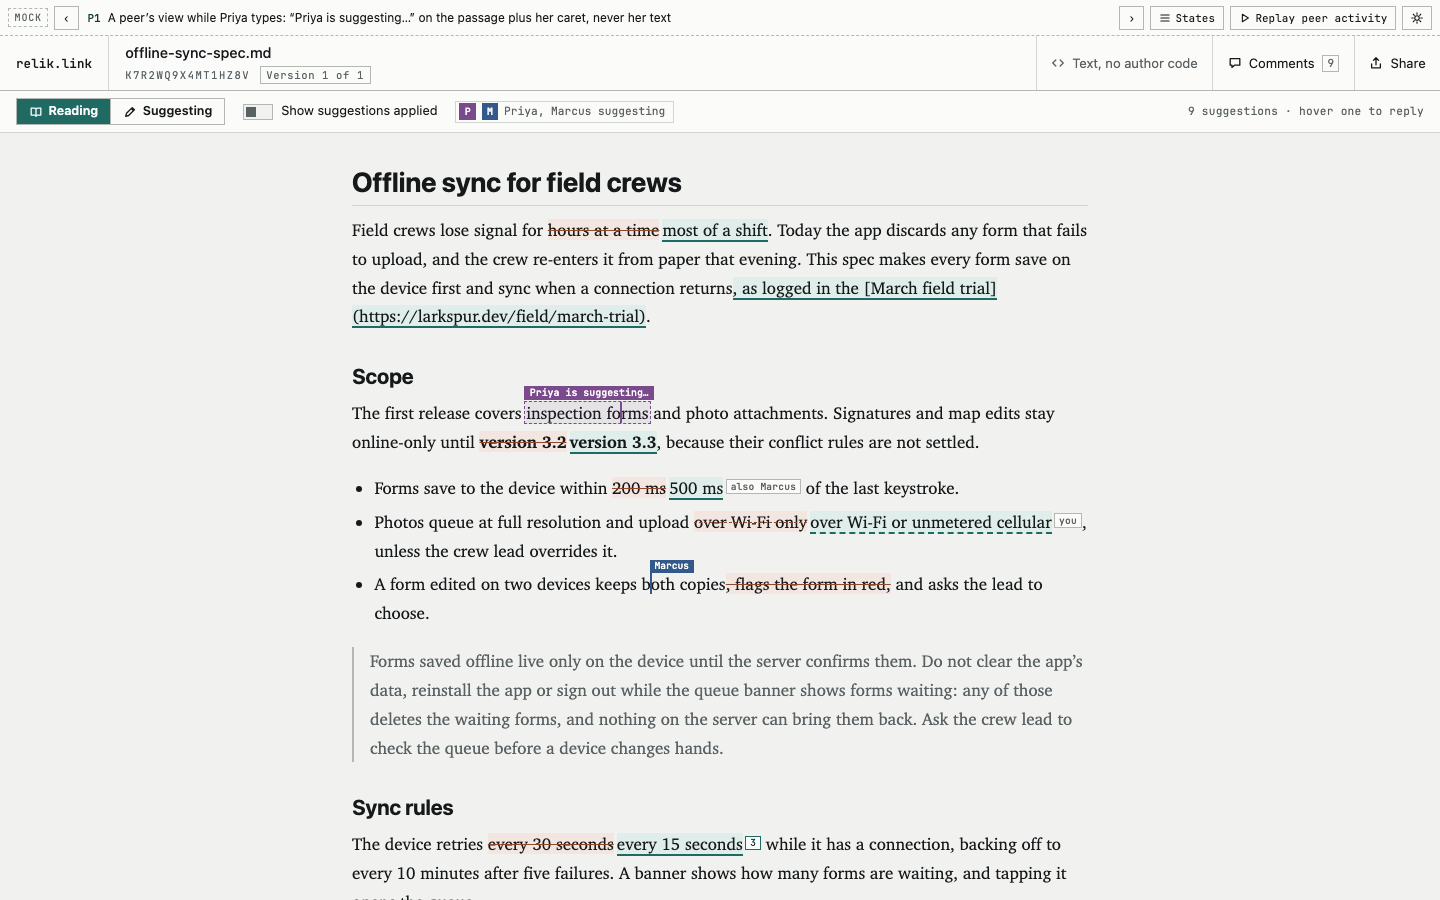 MOCK ‹ P1 A peer’s view while Priya types: “Priya is suggesting…” on the passage plus her caret, never her text › States Replay peer activity
relik.link
offline-sync-spec.md
K7R2WQ9X4MT1HZ8V Version 1 of 1
Text, no author code Comments 9 Share
Reading Suggesting Show suggestions applied P M Priya, Marcus suggesting 9 suggestions · hover one to reply
Offline sync for field crews
Field crews lose signal for hours at a time most of a shift. Today the app discards any form that fails
to upload, and the crew re-enters it from paper that evening. This spec makes every form save on
the device first and sync when a connection returns, as logged in the [March field trial]
(https://larkspur.dev/field/march-trial).
Scope
Priya is suggesting…
The first release covers inspection forms and photo attachments. Signatures and map edits stay
online-only until version 3.2 version 3.3, because their conflict rules are not settled.
• Forms save to the device within 200 ms 500 ms also Marcus of the last keystroke.
• Photos queue at full resolution and upload over Wi-Fi only over Wi-Fi or unmetered cellular you,
unless the crew lead overrides it.
Marcus
• A form edited on two devices keeps both copies, flags the form in red, and asks the lead to
choose.
Forms saved offline live only on the device until the server confirms them. Do not clear the app’s
data, reinstall the app or sign out while the queue banner shows forms waiting: any of those
deletes the waiting forms, and nothing on the server can bring them back. Ask the crew lead to
check the queue before a device changes hands.
Sync rules
The device retries every 30 seconds every 15 seconds 3 while it has a connection, backing off to
every 10 minutes after five failures. A banner shows how many forms are waiting, and tapping it